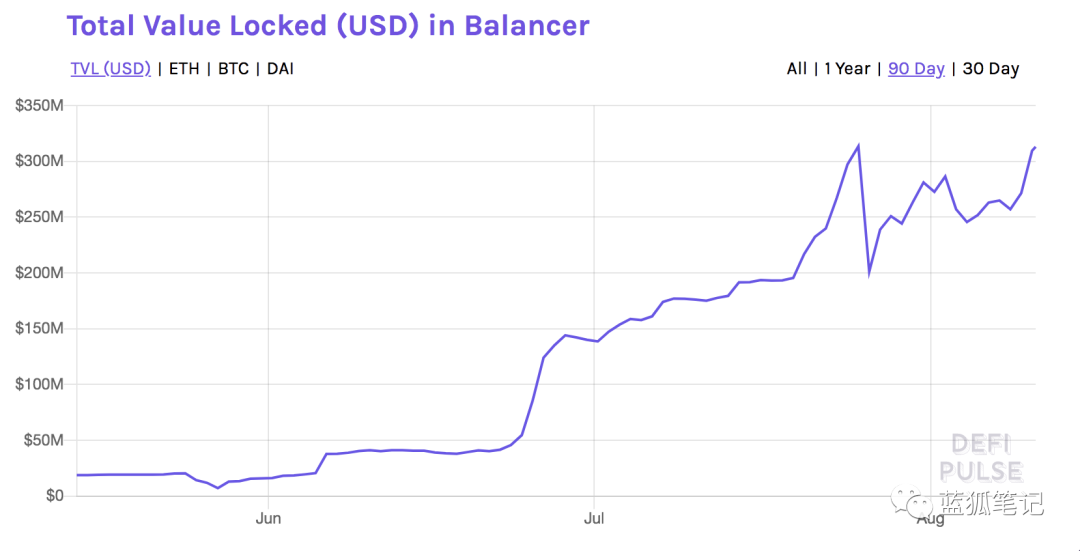 Total Value Locked (USD) in Balancer
TVL (USD) | ETH | BTC | DAI
All | 1 Year | 90 Day | 30 Day
$350M
$300M
$250M
$200M
$150M
$100M
$50M
$0
DEFI
PULSE
蓝狐笔记
Jun
Jul
Aug